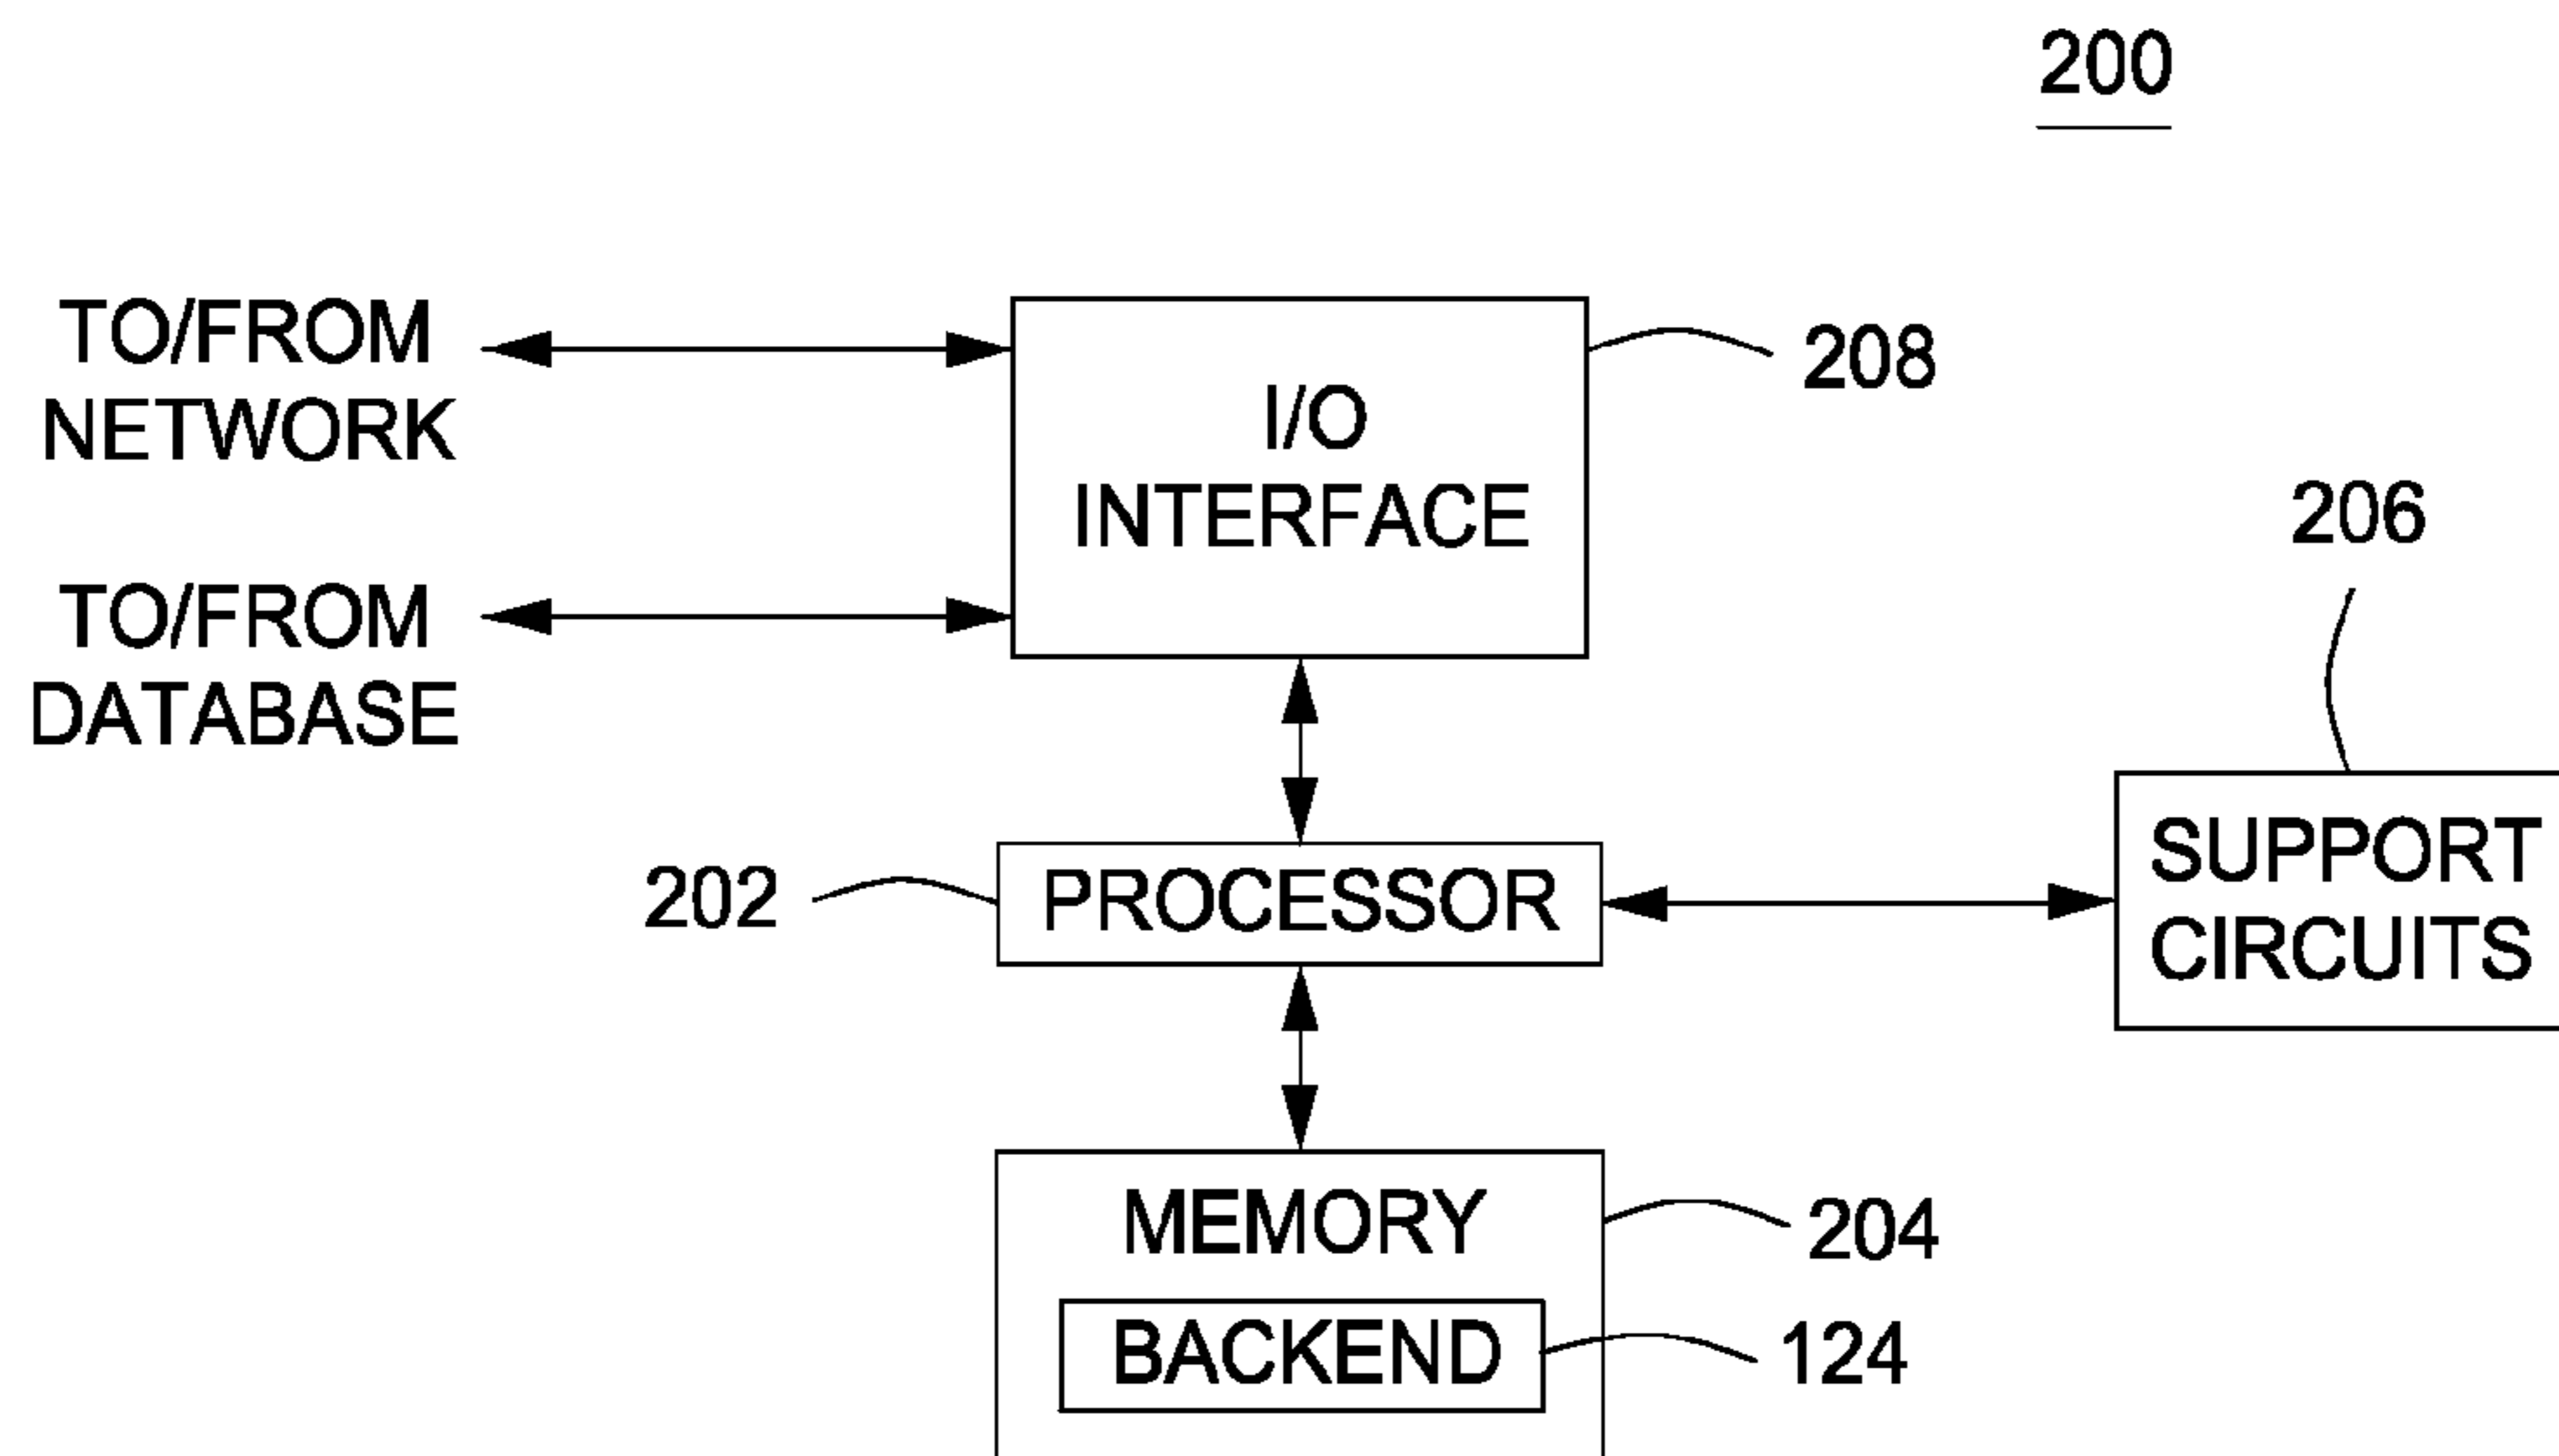 200
TO/FROM
NETWORK
I/O
INTERFACE
208
TO/FROM
DATABASE
206
202
PROCESSOR
SUPPORT
CIRCUITS
MEMORY
204
BACKEND
124